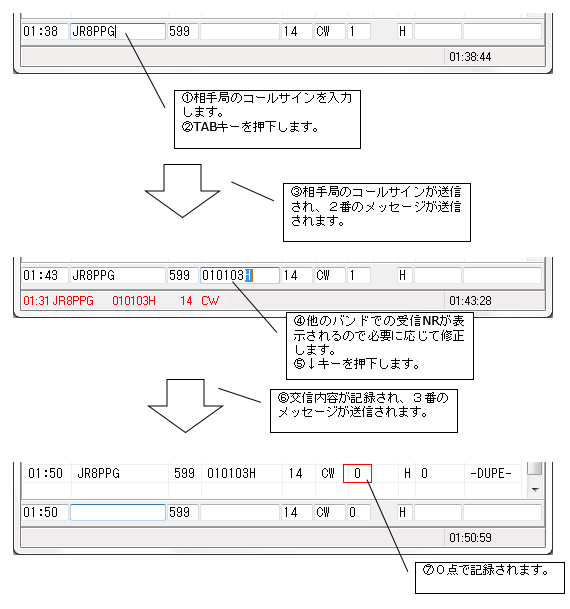 01:38 JR8PPG 599 14 CW 1 H
01:38:44
①相手局のコールサインを入力
します。
②TABキーを押下します。
③相手局のコールサインが送信
され、２番のメッセージが送信
されます。
01:43 JR8PPG 599 010103H 14 CW 1 H
01:31 JR8PPG 010103H 14 CW
01:43:28
④他のバンドでの受信NRが表
示されるので必要に応じて修正
します。
⑤↓キーを押下します。
⑥交信内容が記録され、３番の
メッセージが送信されます。
01:50 JR8PPG 599 010103H 14 CW 0 H 0 -DUPE-
01:50 599 14 CW 0 H
01:50:59
⑦０点で記録されます。